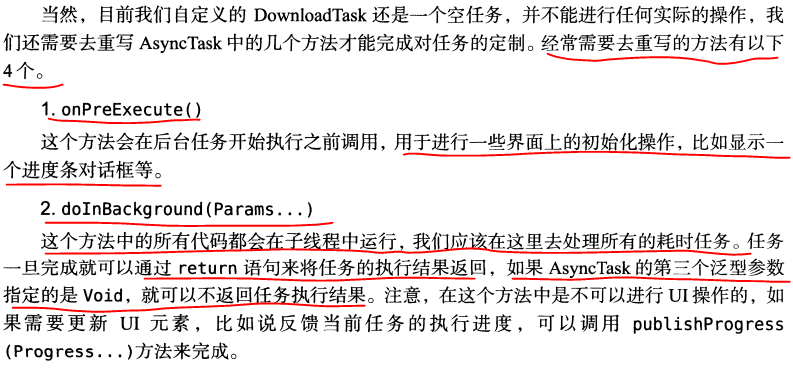 当然，目前我们自定义的 DownloadTask 还是一个空任务，并不能进行任何实际的操作，我
们还需要去重写 AsyncTask 中的几个方法才能完成对任务的定制。经常需要去重写的方法有以下
4 个。
1. onPreExecute()
这个方法会在后台任务开始执行之前调用，用于进行一些界面上的初始化操作，比如显示一
个进度条对话框等。
2. doInBackground(Params...)
这个方法中的所有代码都会在子线程中运行，我们应该在这里去处理所有的耗时任务。任务
一旦完成就可以通过 return 语句来将任务的执行结果返回，如果 AsyncTask 的第三个泛型参数
指定的是 Void，就可以不返回任务执行结果。注意，在这个方法中是不可以进行 UI 操作的，如
果需要更新 UI 元素，比如说反馈当前任务的执行进度，可以调用 publishProgress
(Progress...)方法来完成。